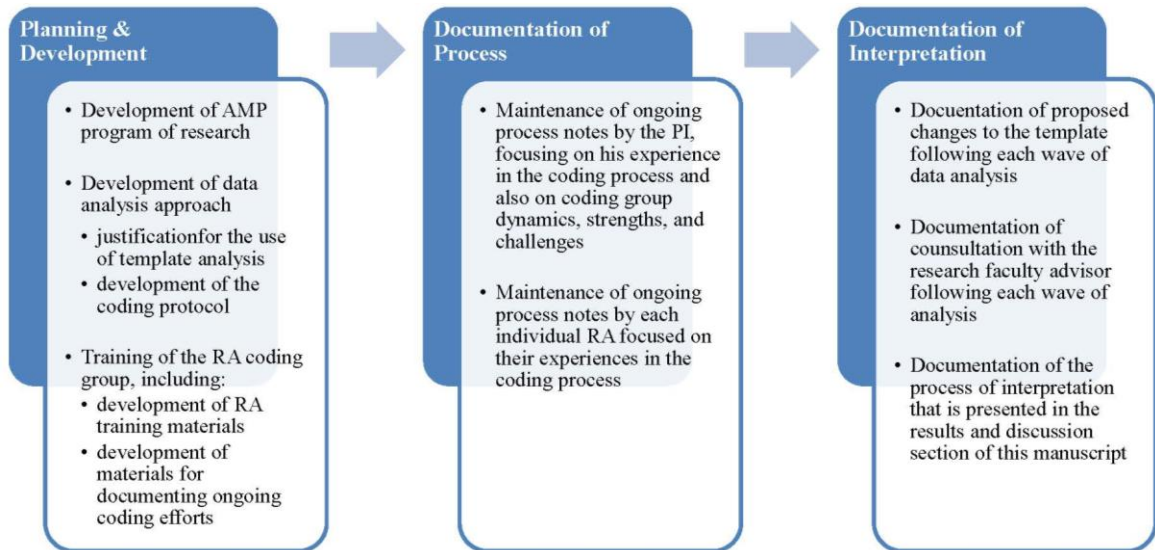 Planning &
Development
• Development of AMP
program of research
• Development of data
analysis approach
• justificationfor the use
of template analysis
• development of the
coding protocol
• Training of the RA coding
group, including:
• development of RA
training materials
• development of
materials for
documenting ongoing
coding efforts
Documentation of
Process
• Maintenance of ongoing
process notes by the PI,
focusing on his experience
in the coding process and
also on coding group
dynamics, strengths, and
challenges
• Maintenance of ongoing
process notes by each
individual RA focused on
their experiences in the
coding process
Documentation of
Interpretation
• Docuentation of proposed
changes to the template
following each wave of
data analysis
• Documentation of
counsultation with the
research faculty advisor
following each wave of
analysis
• Documentation of the
process of interpretation
that is presented in the
results and discussion
section of this manuscript